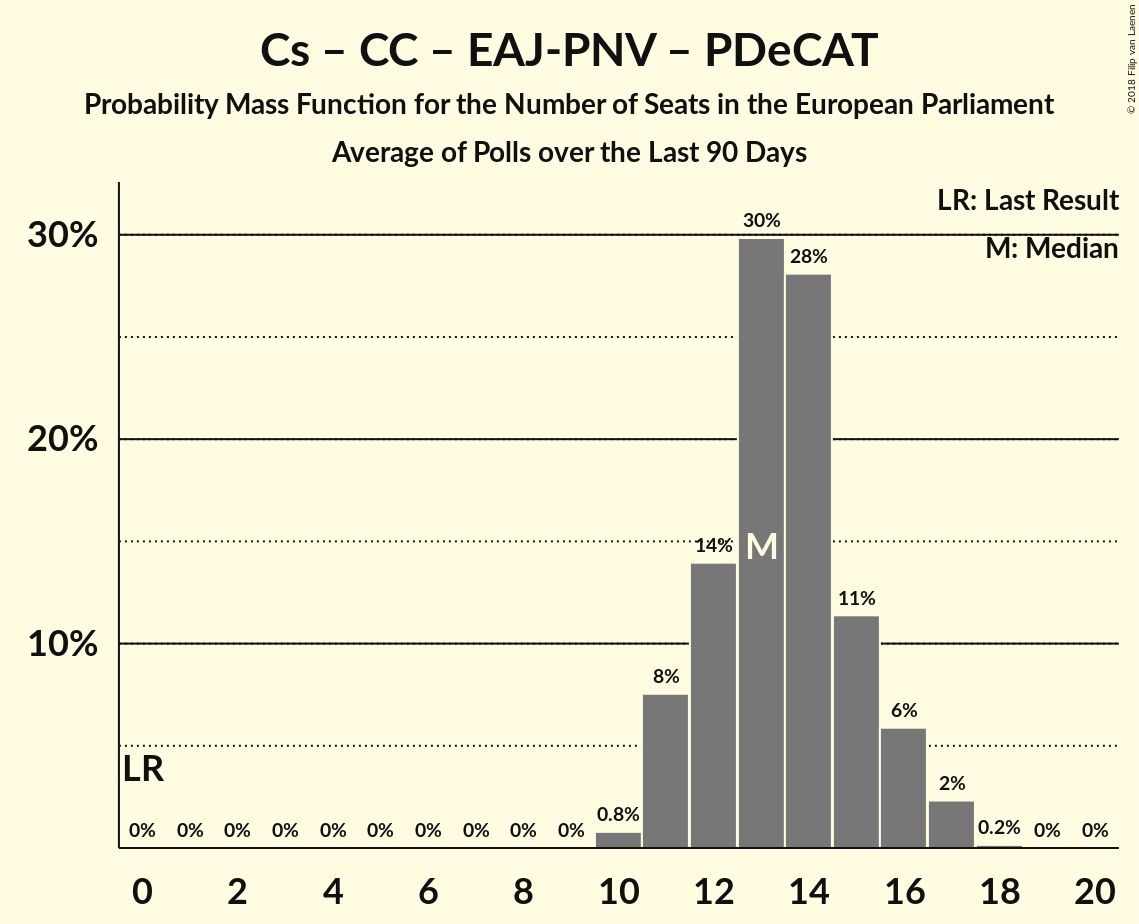 Cs – CC – EAJ-PNV – PDeCAT
Probability Mass Function for the Number of Seats in the European Parliament
Average of Polls over the Last 90 Days
© 2018 Filip van Laenen
LR: Last Result
M: Median
30%
20%
10%
LR
M
0% 0% 0% 0% 0% 0% 0% 0% 0% 0% 0.8% 8% 14% 30% 28% 11% 6% 2% 0.2% 0% 0%
0 2 4 6 8 10 12 14 16 18 20